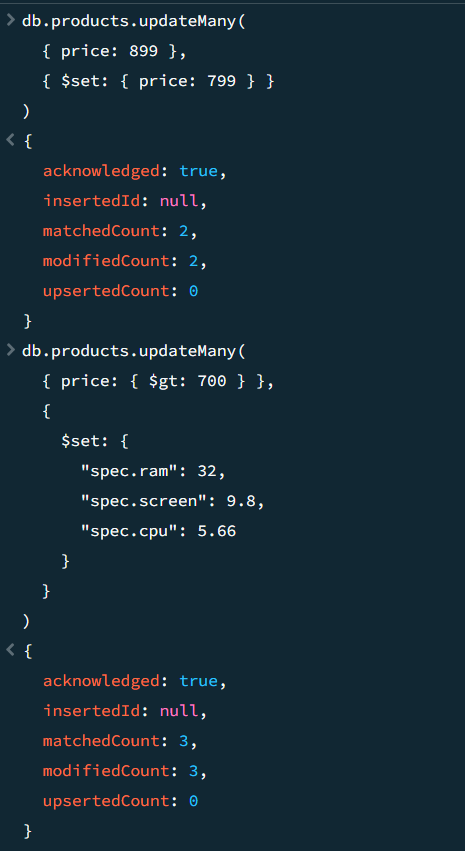 db.products.updateMany(
{ price: 899 },
{ $set: { price: 799 } }
)
{
acknowledged: true,
insertedId: null,
matchedCount: 2,
modifiedCount: 2,
upsertedCount: 0
}
db.products.updateMany(
{ price: { $gt: 700 } },
{
$set: {
"spec.ram": 32,
"spec.screen": 9.8,
"spec.cpu": 5.66
}
}
)
{
acknowledged: true,
insertedId: null,
matchedCount: 3,
modifiedCount: 3,
upsertedCount: 0
}